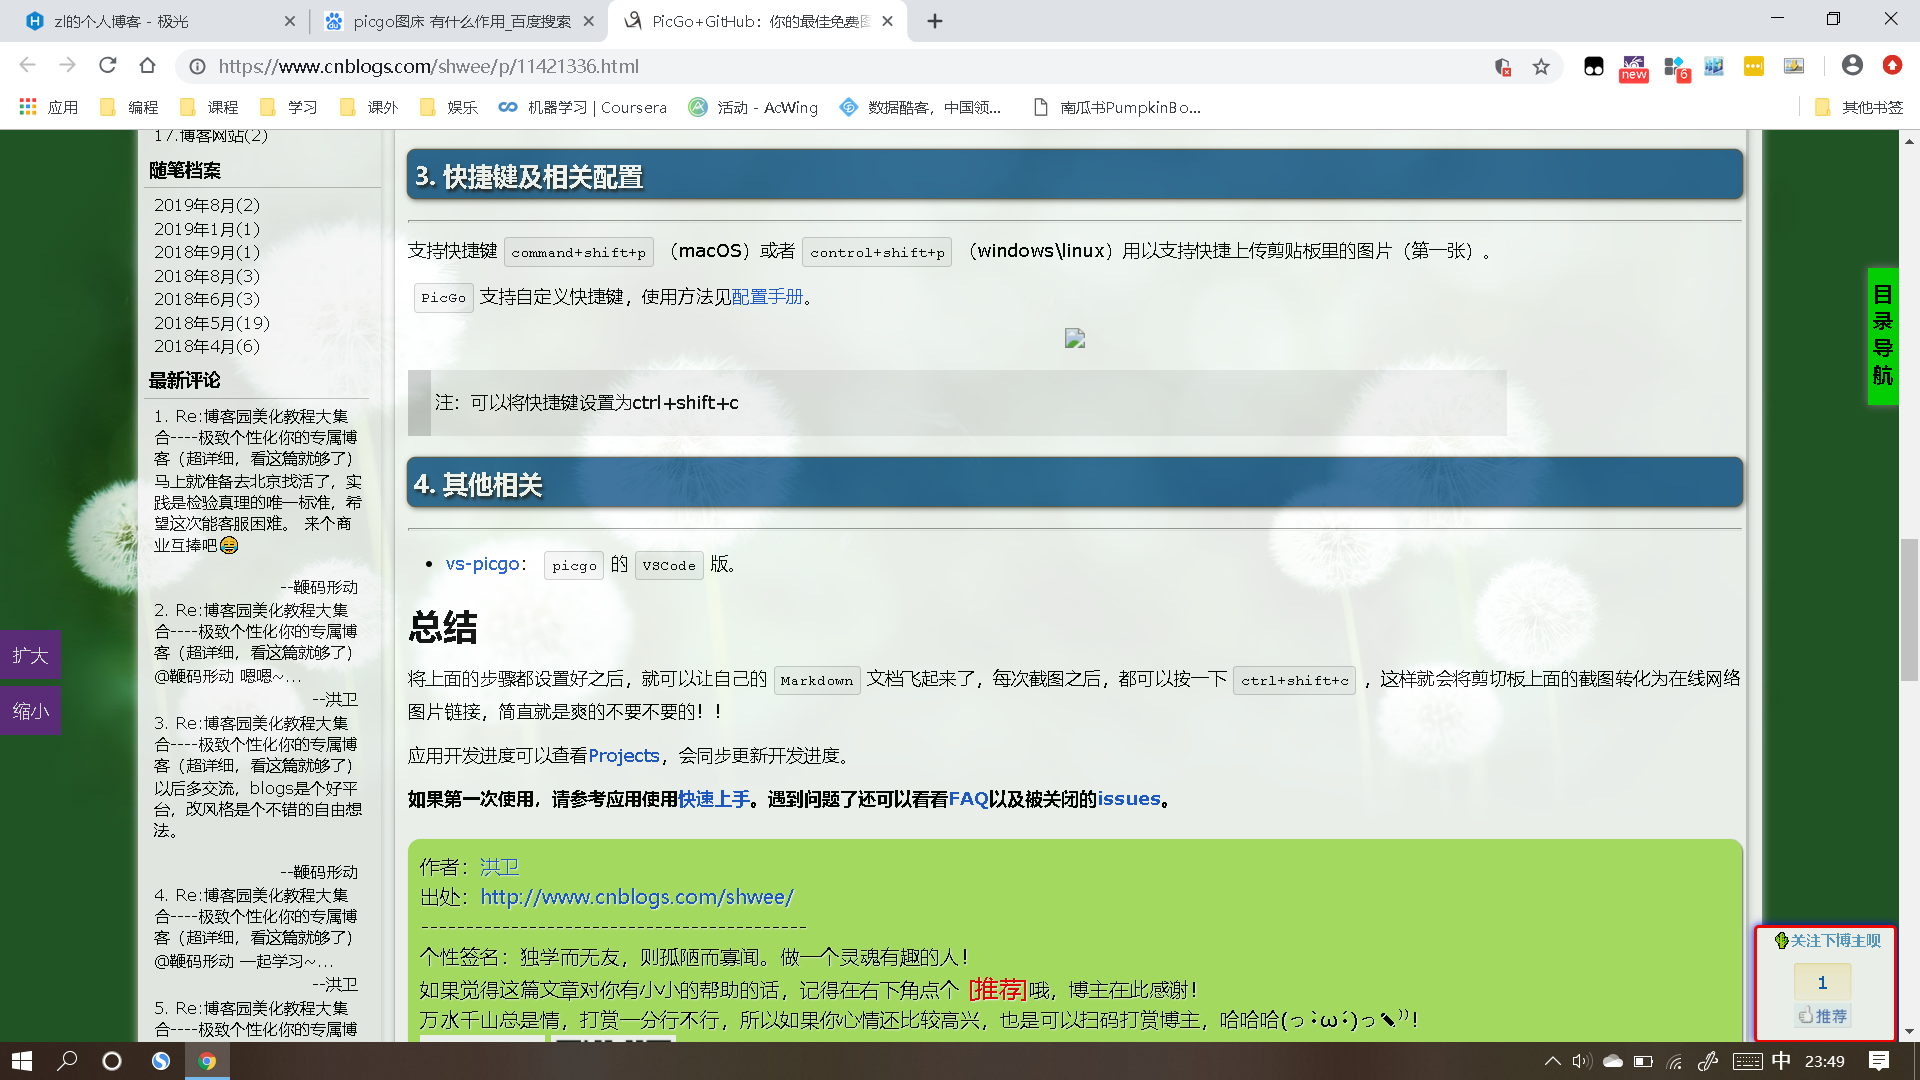 zl的个人博客 - 极光
picgo图床 有什么作用_百度搜索
PicGo+GitHub：你的最佳免费图
https://www.cnblogs.com/shwee/p/11421336.html
new
6
应用
编程
课程
学习
课外
娱乐
机器学习 | Coursera
活动 - AcWing
数据酷客，中国领...
南瓜书PumpkinBo...
其他书签
17.博客网站(2)
随笔档案
2019年8月(2)
2019年1月(1)
2018年9月(1)
2018年8月(3)
2018年6月(3)
2018年5月(19)
2018年4月(6)
最新评论
1. Re:博客园美化教程大集
合----极致个性化你的专属博
客（超详细，看这篇就够了）
马上就准备去北京找活了，实
践是检验真理的唯一标准，希
望这次能客服困难。 来个商
业互捧吧😂
--鞭码形动
2. Re:博客园美化教程大集
合----极致个性化你的专属博
客（超详细，看这篇就够了）
@鞭码形动 嗯嗯~...
--洪卫
3. Re:博客园美化教程大集
合----极致个性化你的专属博
客（超详细，看这篇就够了）
以后多交流，blogs是个好平
台，改风格是个不错的自由想
法。
--鞭码形动
4. Re:博客园美化教程大集
合----极致个性化你的专属博
客（超详细，看这篇就够了）
@鞭码形动 一起学习~...
--洪卫
5. Re:博客园美化教程大集
合----极致个性化你的专属博
扩大
缩小
3. 快捷键及相关配置
支持快捷键 command+shift+p （macOS）或者 control+shift+p （windows\linux）用以支持快捷上传剪贴板里的图片（第一张）。
PicGo 支持自定义快捷键，使用方法见配置手册。
注：可以将快捷键设置为ctrl+shift+c
4. 其他相关
• vs-picgo： picgo 的 VSCode 版。
总结
将上面的步骤都设置好之后，就可以让自己的 Markdown 文档飞起来了，每次截图之后，都可以按一下 ctrl+shift+c ，这样就会将剪切板上面的截图转化为在线网络
图片链接，简直就是爽的不要不要的！！
应用开发进度可以查看Projects，会同步更新开发进度。
如果第一次使用，请参考应用使用快速上手。遇到问题了还可以看看FAQ以及被关闭的issues。
作者：洪卫
出处：http://www.cnblogs.com/shwee/
-------------------------------------------
个性签名：独学而无友，则孤陋而寡闻。做一个灵魂有趣的人！
如果觉得这篇文章对你有小小的帮助的话，记得在右下角点个 [推荐]哦，博主在此感谢！
万水千山总是情，打赏一分行不行，所以如果你心情还比较高兴，也是可以扫码打赏博主，哈哈哈(っ•̀ω•́)っ✎⁾⁾！
目录导航
关注下博主呗
1
推荐
中
23:49